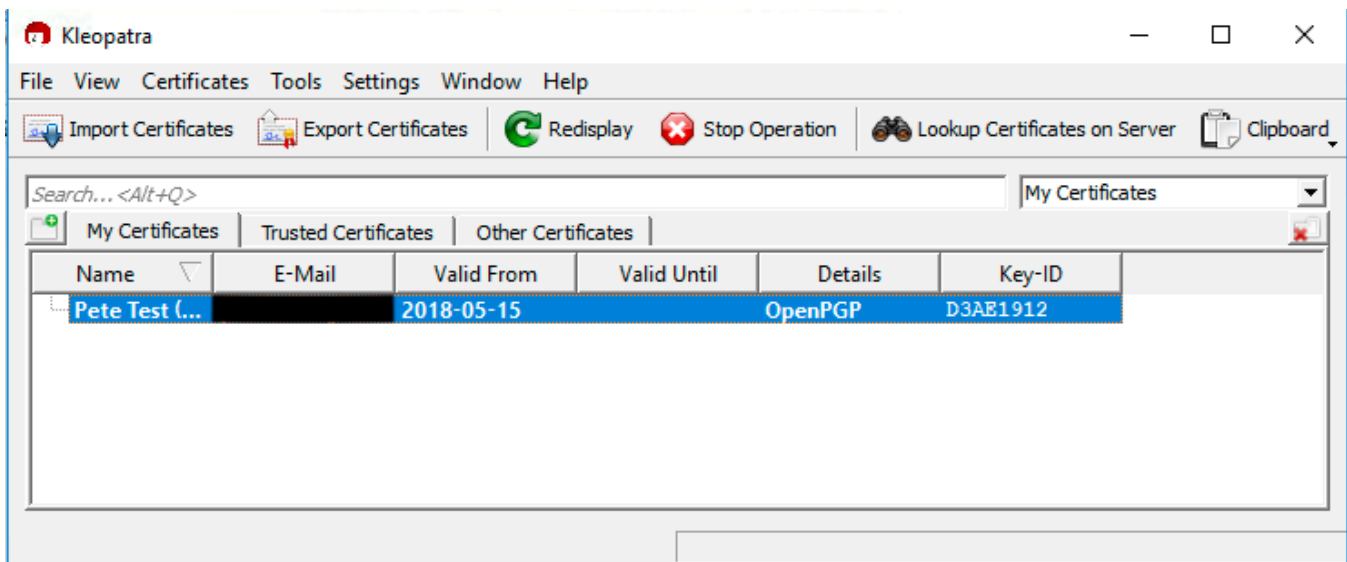 Kleopatra
File View Certificates Tools Settings Window Help
Import Certificates Export Certificates Redisplay Stop Operation Lookup Certificates on Server Clipboard
Search...<Alt+Q> My Certificates
My Certificates Trusted Certificates Other Certificates
Name E-Mail Valid From Valid Until Details Key-ID
Pete Test (... 2018-05-15 OpenPGP D3AE1912